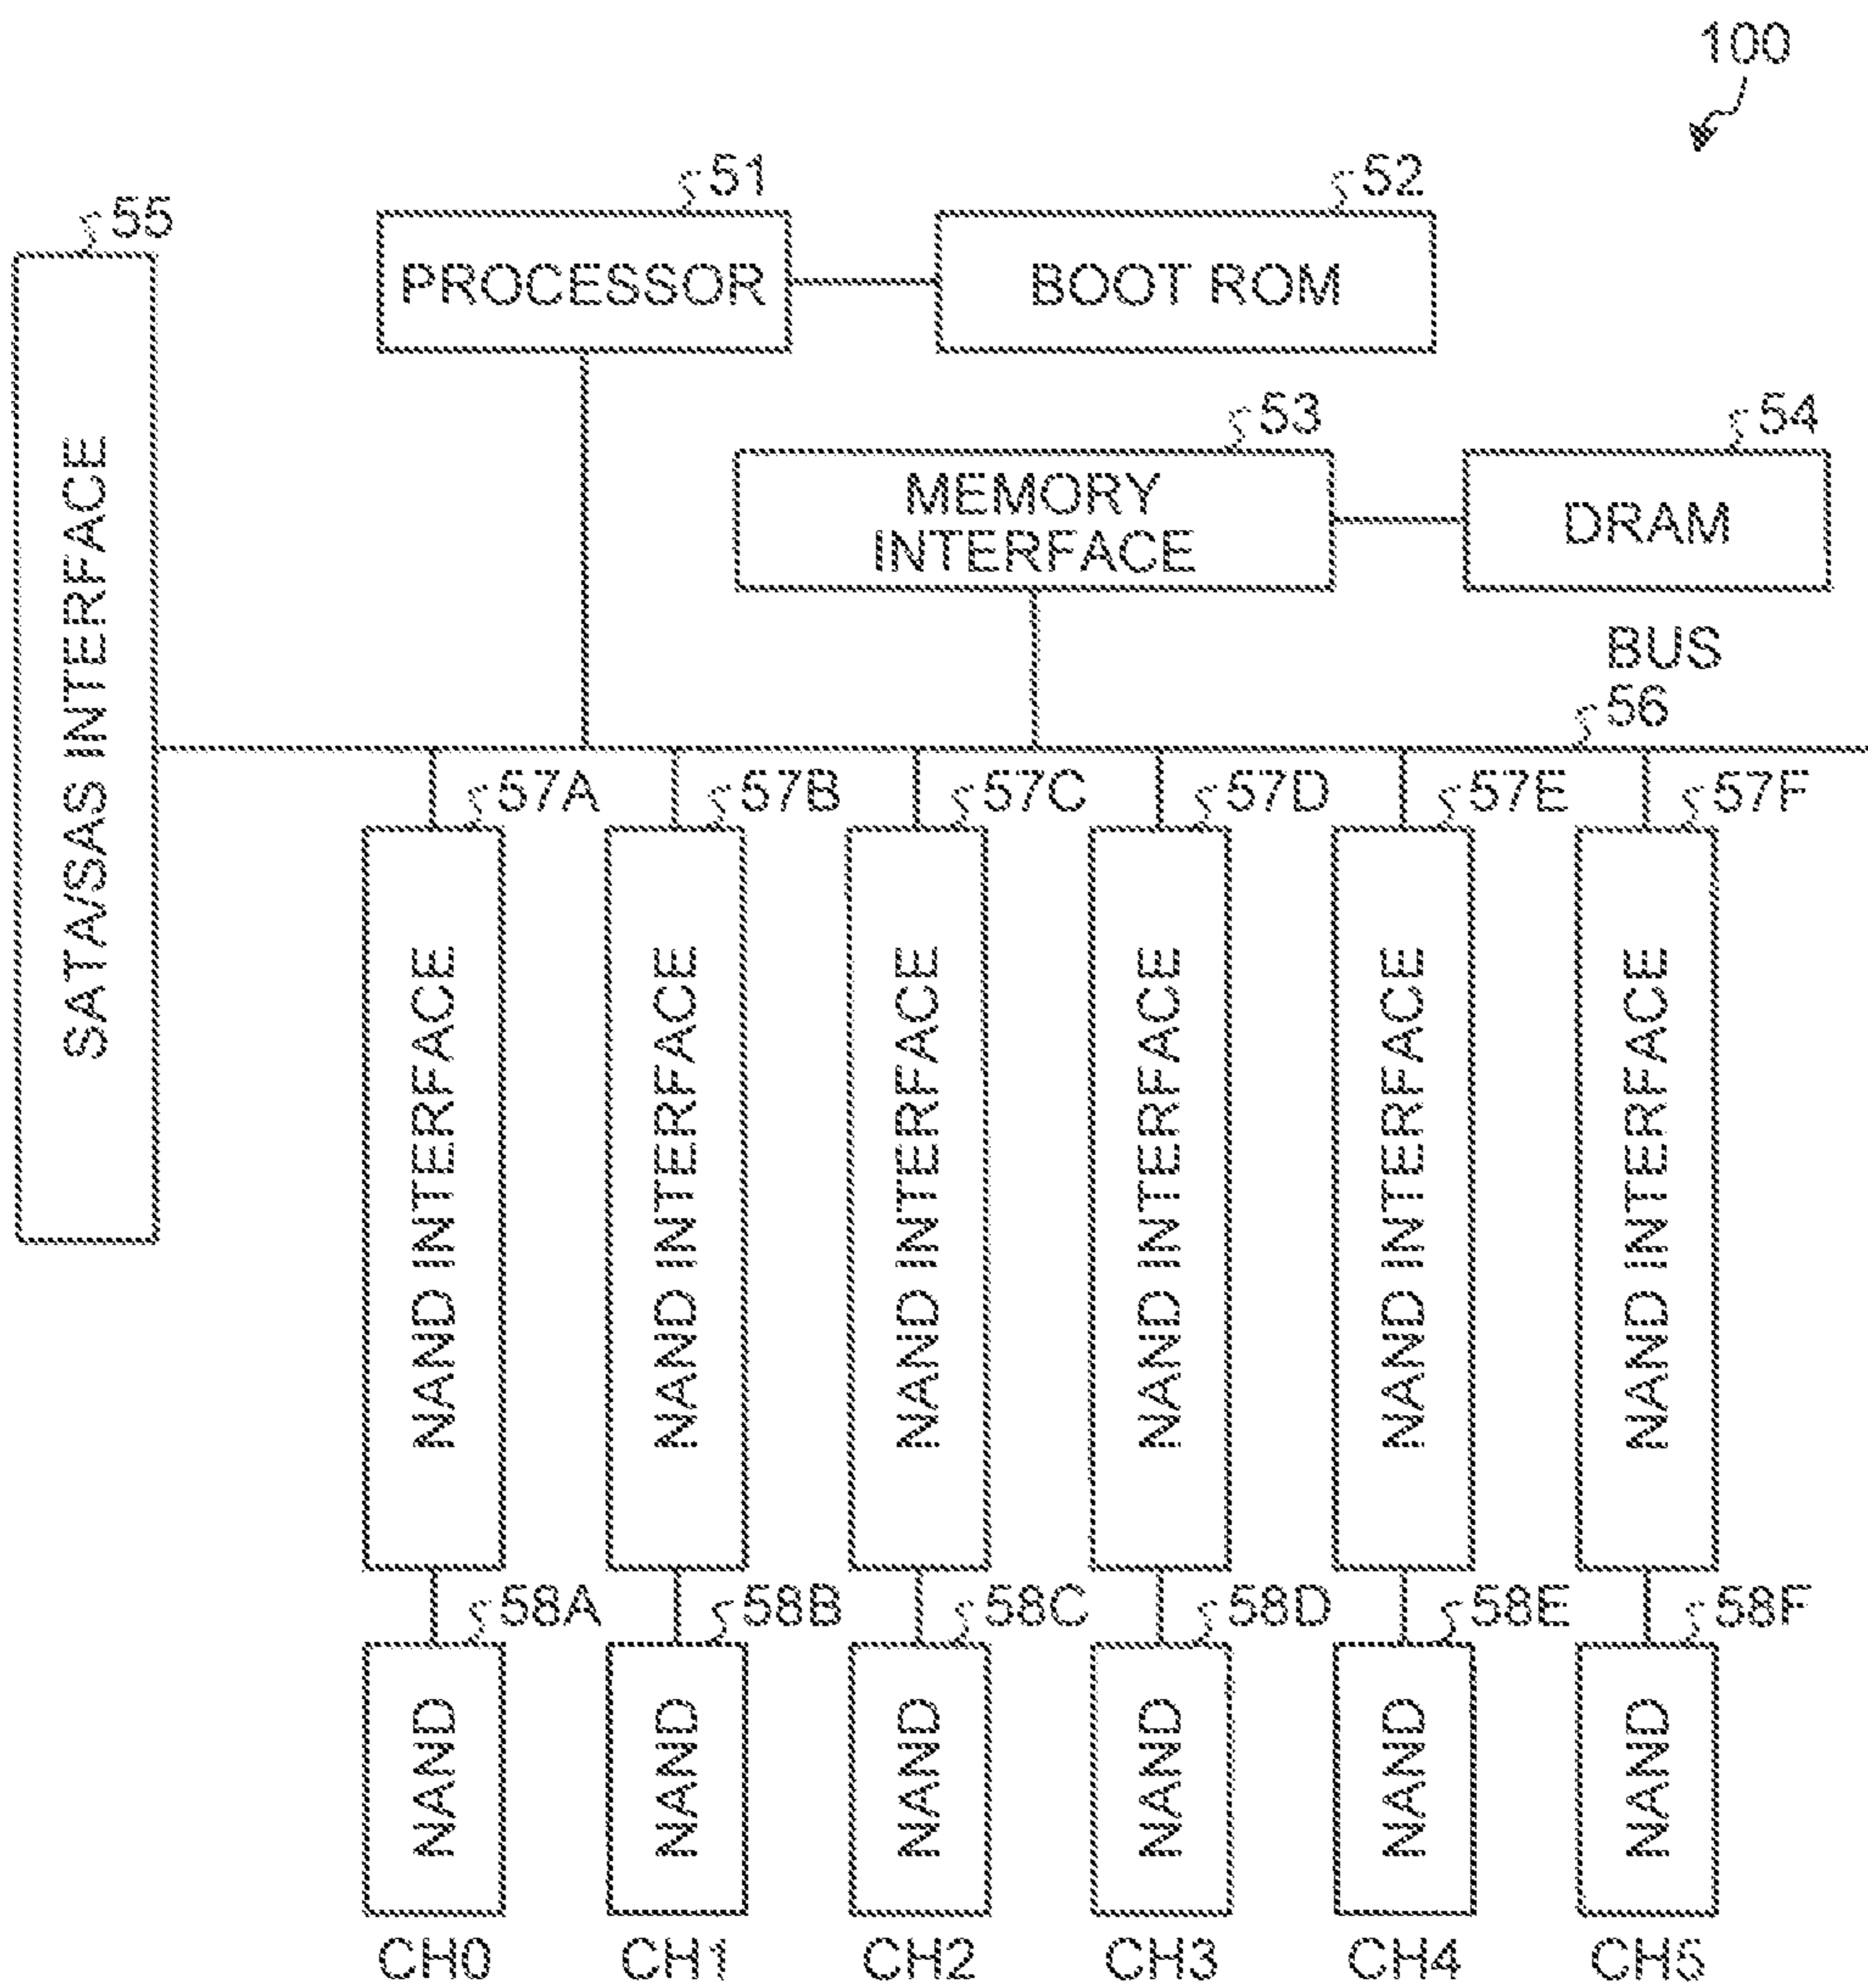 100
51
52
55
PROCESSOR
BOOT ROM
53
54
MEMORY
INTERFACE
DRAM
SATA/SAS INTERFACE
BUS
56
57A
57B
57C
57D
57E
57F
NAND INTERFACE
NAND INTERFACE
NAND INTERFACE
NAND INTERFACE
NAND INTERFACE
NAND INTERFACE
58A
58B
58C
58D
58E
58F
NAND
NAND
NAND
NAND
NAND
NAND
CH0
CH1
CH2
CH3
CH4
CH5